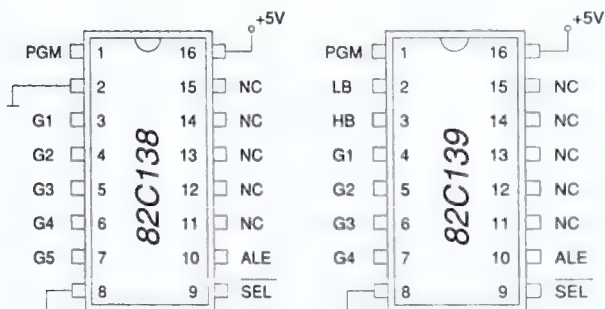 +5V
+5V
PGM 1 16
PGM 1 16
2 15 NC
LB 2 15 NC
G1 3 14 NC
HB 3 14 NC
G2 4 13 NC
G1 4 13 NC
G3 5 12 NC
G2 5 12 NC
G4 6 11 NC
G3 6 11 NC
G5 7 10 ALE
G4 7 10 ALE
8 9 SEL
8 9 SEL
82C138
82C139